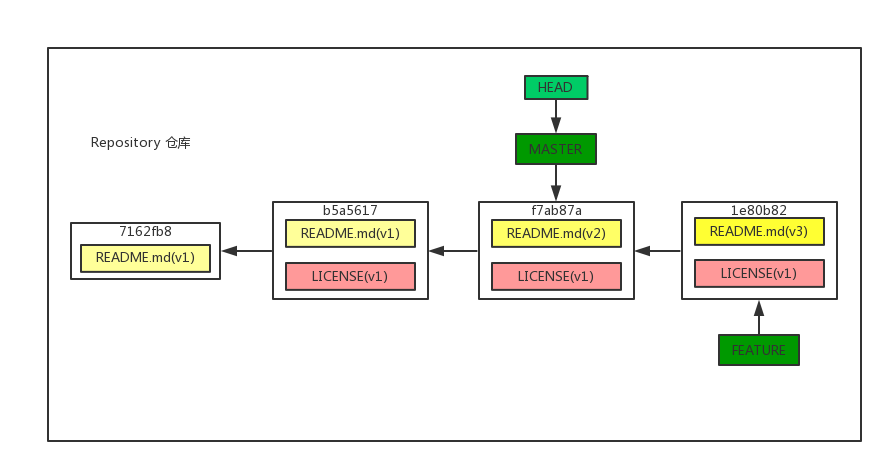 HEAD
Repository 仓库
MASTER
7162fb8
README.md(v1)
b5a5617
README.md(v1)
LICENSE(v1)
f7ab87a
README.md(v2)
LICENSE(v1)
1e80b82
README.md(v3)
LICENSE(v1)
FEATURE